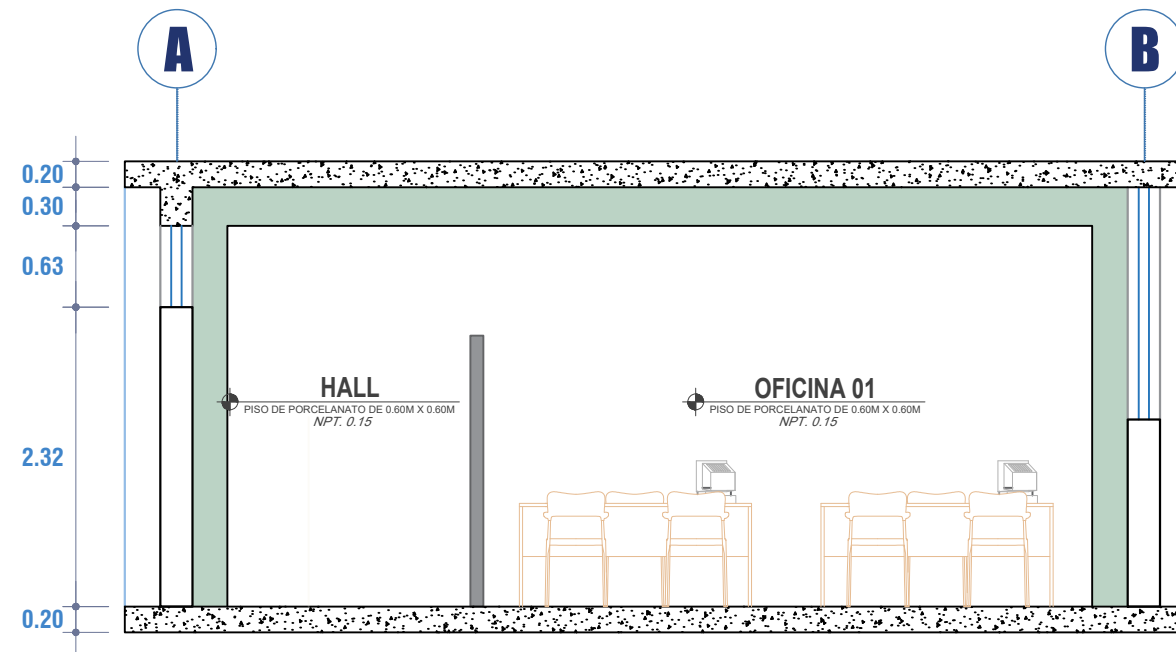 A
B
0.20
0.30
0.63
2.32
0.20
HALL
PISO DE PORCELANATO DE 0.60M X 0.60M
NPT. 0.15
OFICINA 01
PISO DE PORCELANATO DE 0.60M X 0.60M
NPT. 0.15